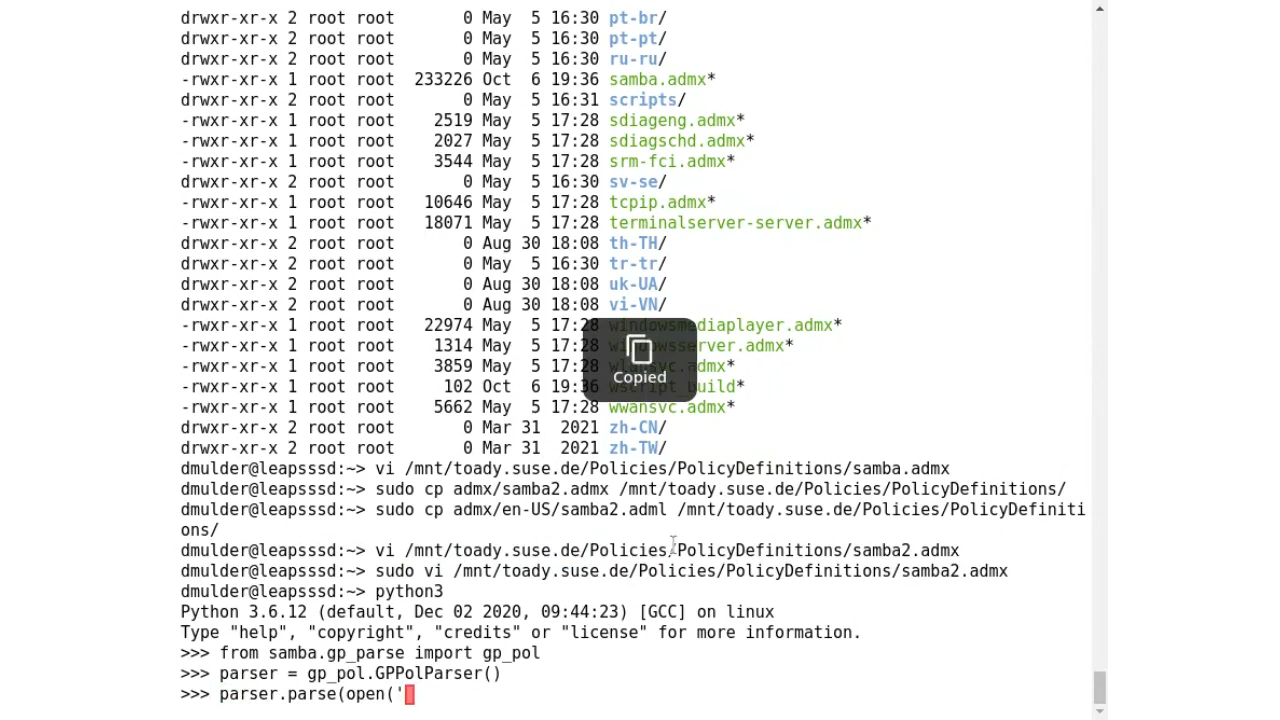 drwxr-xr-x 2 root root       0 May  5 16:30 pt-br/
drwxr-xr-x 2 root root       0 May  5 16:30 pt-pt/
drwxr-xr-x 2 root root       0 May  5 16:30 ru-ru/
-rwxr-xr-x 1 root root  233226 Oct  6 19:36 samba.admx*
drwxr-xr-x 2 root root       0 May  5 16:31 scripts/
-rwxr-xr-x 1 root root    2519 May  5 17:28 sdiageng.admx*
-rwxr-xr-x 1 root root    2027 May  5 17:28 sdiagschd.admx*
-rwxr-xr-x 1 root root    3544 May  5 17:28 srm-fci.admx*
drwxr-xr-x 2 root root       0 May  5 16:30 sv-se/
-rwxr-xr-x 1 root root   10646 May  5 17:28 tcpip.admx*
-rwxr-xr-x 1 root root   18071 May  5 17:28 terminalserver-server.admx*
drwxr-xr-x 2 root root       0 Aug 30 18:08 th-TH/
drwxr-xr-x 2 root root       0 May  5 16:30 tr-tr/
drwxr-xr-x 2 root root       0 Aug 30 18:08 uk-UA/
drwxr-xr-x 2 root root       0 Aug 30 18:08 vi-VN/
-rwxr-xr-x 1 root root   22974 May  5 17:28 windowsmediaplayer.admx*
-rwxr-xr-x 1 root root    1314 May  5 17:28 windowsserver.admx*
-rwxr-xr-x 1 root root    3859 May  5 17:28 wlansvc.admx*
Copied
-rwxr-xr-x 1 root root     102 Oct  6 19:36 wscript_build*
-rwxr-xr-x 1 root root    5662 May  5 17:28 wwansvc.admx*
drwxr-xr-x 2 root root       0 Mar 31  2021 zh-CN/
drwxr-xr-x 2 root root       0 Mar 31  2021 zh-TW/
dmulder@leapsssd:~> vi /mnt/toady.suse.de/Policies/PolicyDefinitions/samba.admx
dmulder@leapsssd:~> sudo cp admx/samba2.admx /mnt/toady.suse.de/Policies/PolicyDefinitions/
dmulder@leapsssd:~> sudo cp admx/en-US/samba2.adml /mnt/toady.suse.de/Policies/PolicyDefiniti
ons/
dmulder@leapsssd:~> vi /mnt/toady.suse.de/Policies/PolicyDefinitions/samba2.admx
dmulder@leapsssd:~> sudo vi /mnt/toady.suse.de/Policies/PolicyDefinitions/samba2.admx
dmulder@leapsssd:~> python3
Python 3.6.12 (default, Dec 02 2020, 09:44:23) [GCC] on linux
Type "help", "copyright", "credits" or "license" for more information.
>>> from samba.gp_parse import gp_pol
>>> parser = gp_pol.GPPolParser()
>>> parser.parse(open('